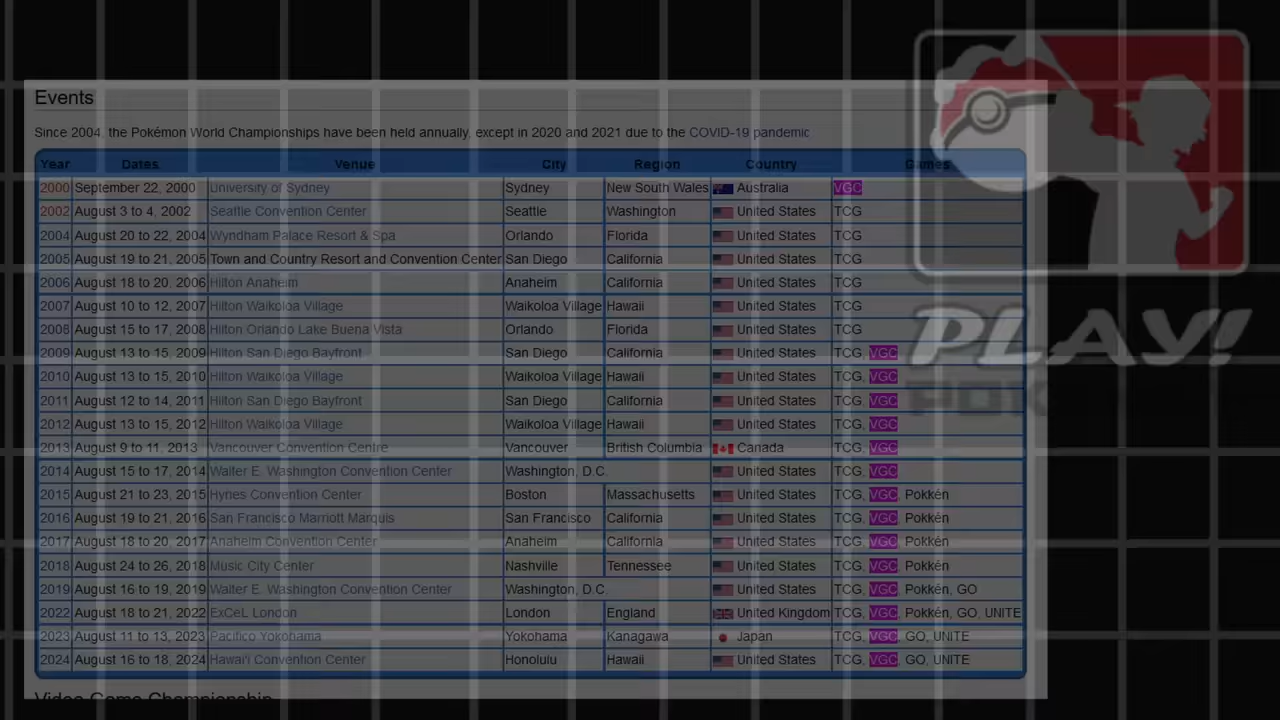 Events
Since 2004, the Pokémon World Championships have been held annually, except in 2020 and 2021 due to the COVID-19 pandemic
Year Dates Venue City Region Country Games
2000 September 22, 2000 University of Sydney Sydney New South Wales Australia VGC
2002 August 3 to 4, 2002 Seattle Convention Center Seattle Washington United States TCG
2004 August 20 to 22, 2004 Wyndham Palace Resort & Spa Orlando Florida United States TCG
2005 August 19 to 21, 2005 Town and Country Resort and Convention Center San Diego California United States TCG
2006 August 18 to 20, 2006 Hilton Anaheim Anaheim California United States TCG
2007 August 10 to 12, 2007 Hilton Waikoloa Village Waikoloa Village Hawaii United States TCG
2008 August 15 to 17, 2008 Hilton Orlando Lake Buena Vista Orlando Florida United States TCG
2009 August 13 to 15, 2009 Hilton San Diego Bayfront San Diego California United States TCG, VGC
2010 August 13 to 15, 2010 Hilton Waikoloa Village Waikoloa Village Hawaii United States TCG, VGC
2011 August 12 to 14, 2011 Hilton San Diego Bayfront San Diego California United States TCG, VGC
2012 August 13 to 15, 2012 Hilton Waikoloa Village Waikoloa Village Hawaii United States TCG, VGC
2013 August 9 to 11, 2013 Vancouver Convention Centre Vancouver British Columbia Canada TCG, VGC
2014 August 15 to 17, 2014 Walter E. Washington Convention Center Washington, D.C. United States TCG, VGC
2015 August 21 to 23, 2015 Hynes Convention Center Boston Massachusetts United States TCG, VGC, Pokkén
2016 August 19 to 21, 2016 San Francisco Marriott Marquis San Francisco California United States TCG, VGC, Pokkén
2017 August 18 to 20, 2017 Anaheim Convention Center Anaheim California United States TCG, VGC, Pokkén
2018 August 24 to 26, 2018 Music City Center Nashville Tennessee United States TCG, VGC, Pokkén
2019 August 16 to 19, 2019 Walter E. Washington Convention Center Washington, D.C. United States TCG, VGC, Pokkén, GO
2022 August 18 to 21, 2022 ExCeL London London England United Kingdom TCG, VGC, Pokkén, GO, UNITE
2023 August 11 to 13, 2023 Pacifico Yokohama Yokohama Kanagawa Japan TCG, VGC, GO, UNITE
2024 August 16 to 18, 2024 Hawai'i Convention Center Honolulu Hawaii United States TCG, VGC, GO, UNITE
Video Game Championship
PLAY!